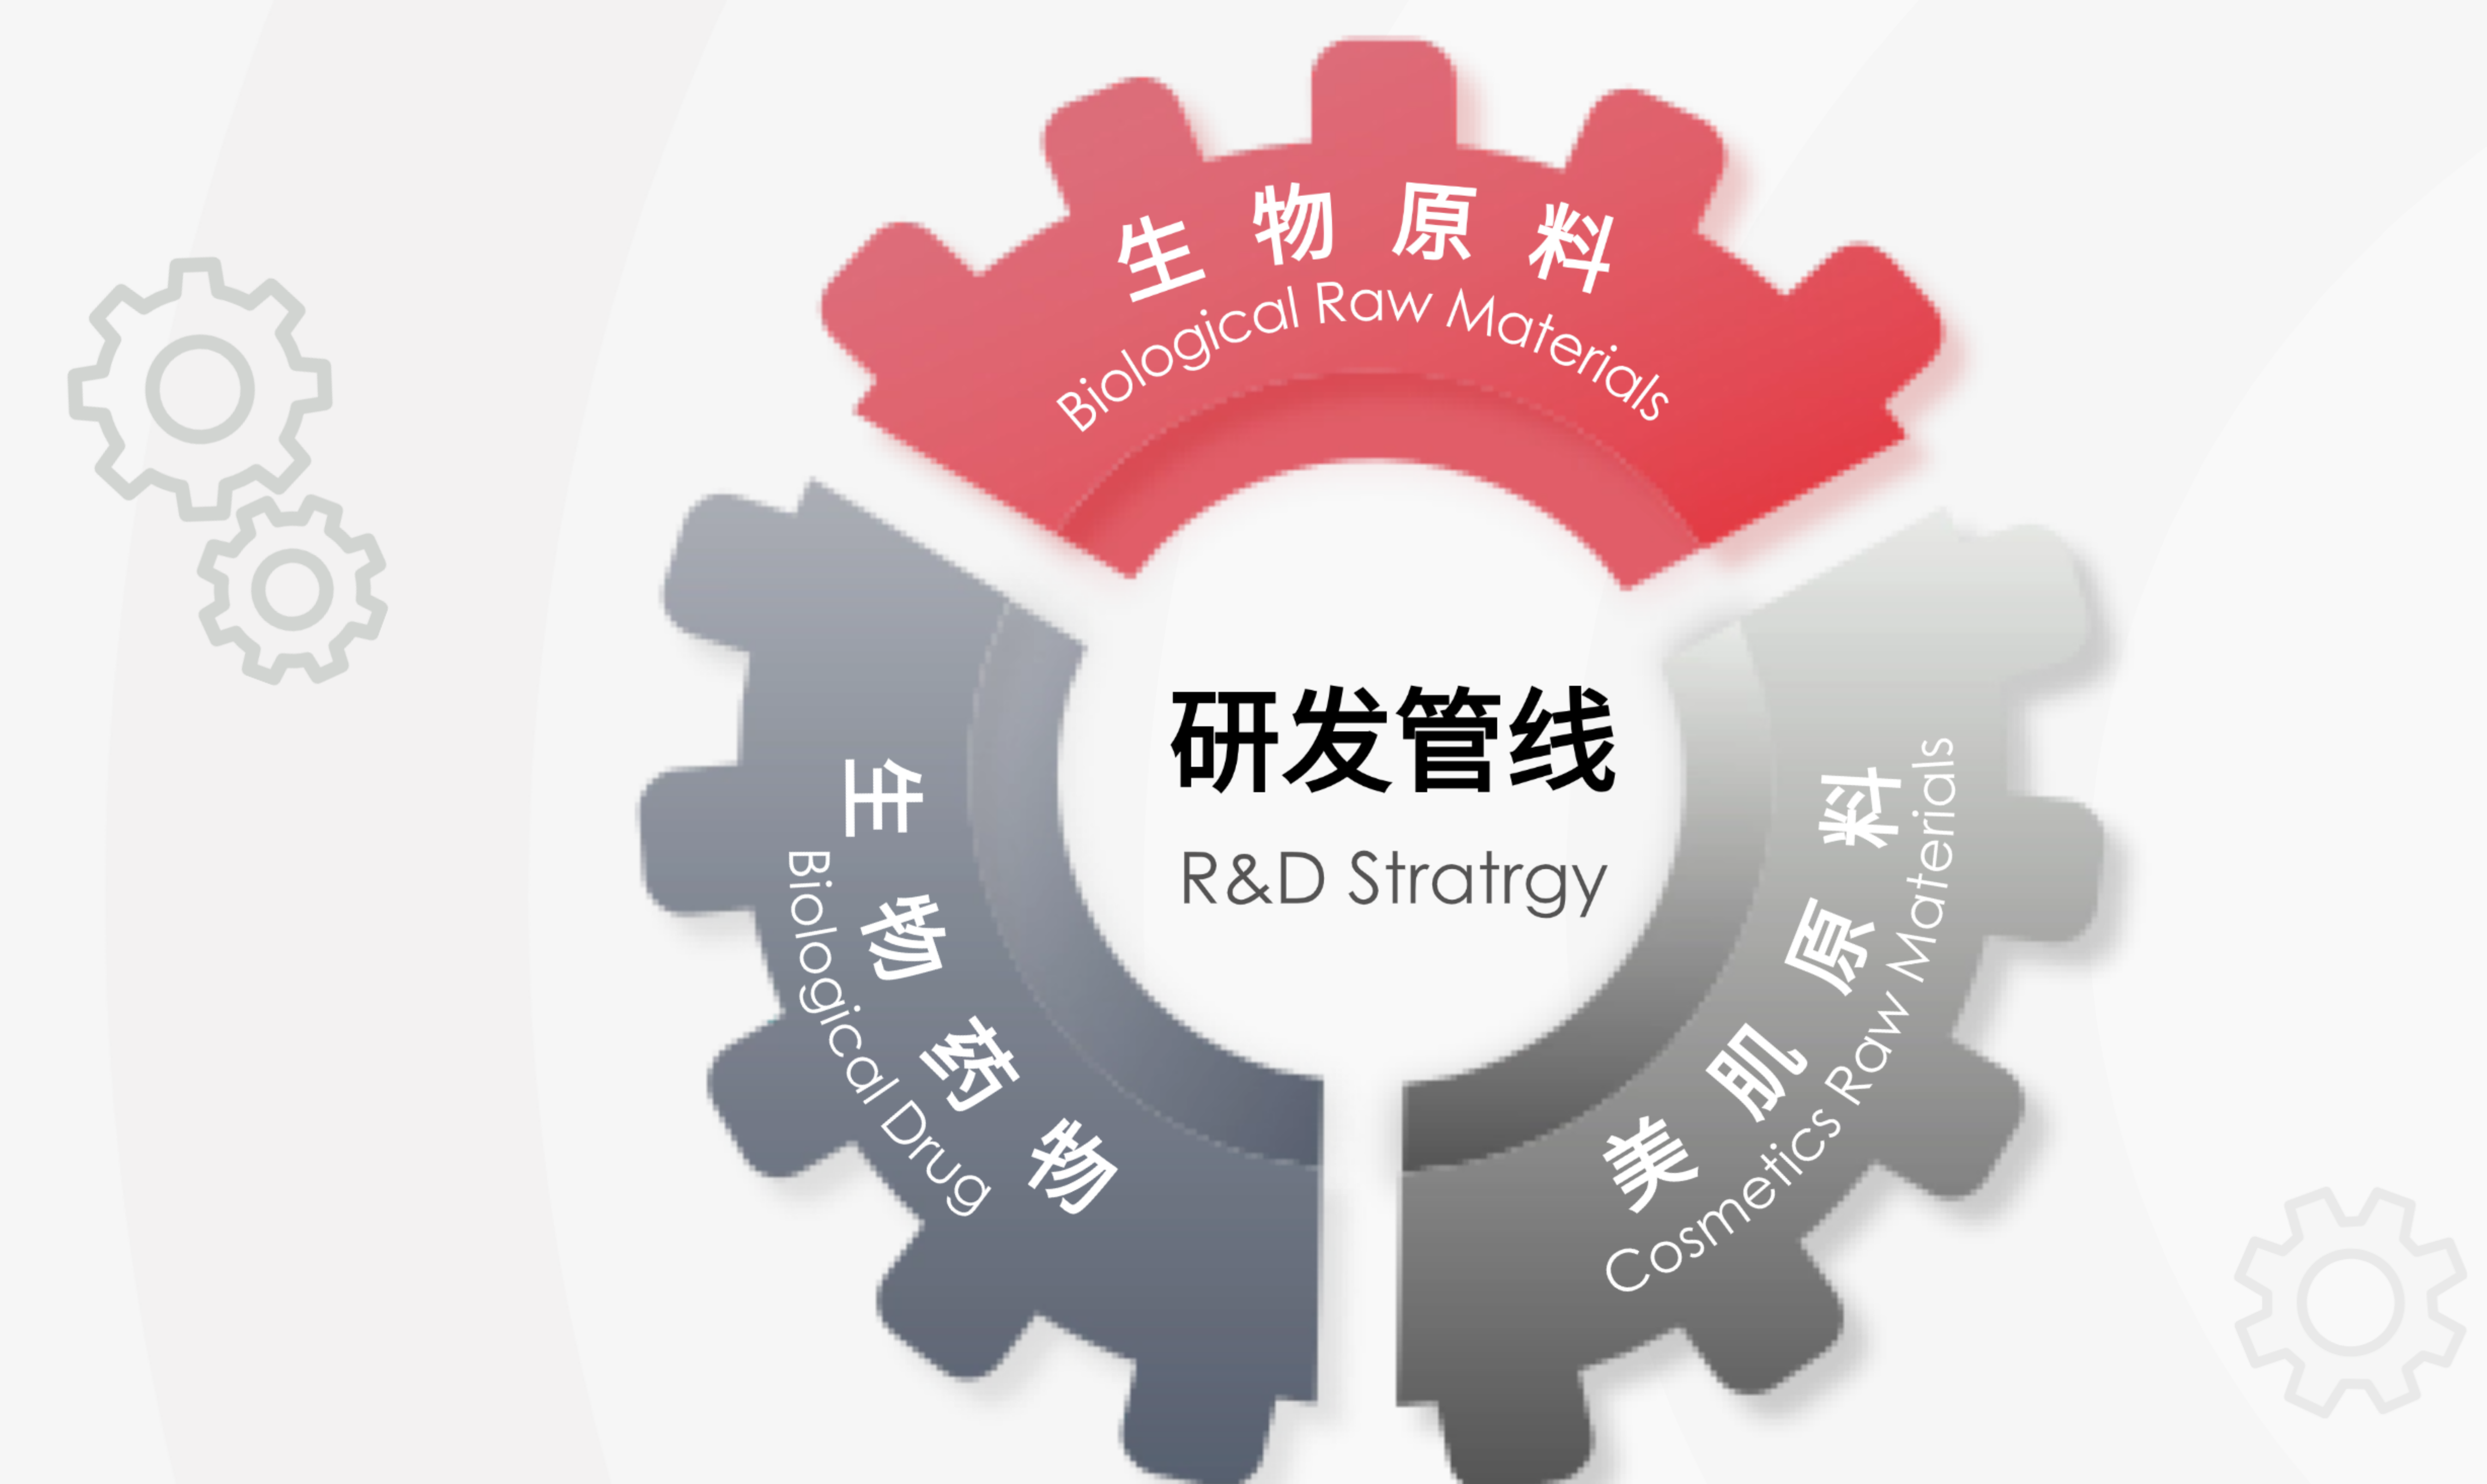 生物原料
Biological Raw Materials
研发管线
R&D Stratrgy
生物药物
Biological Drug
美肌原料
Cosmetics Raw Materials